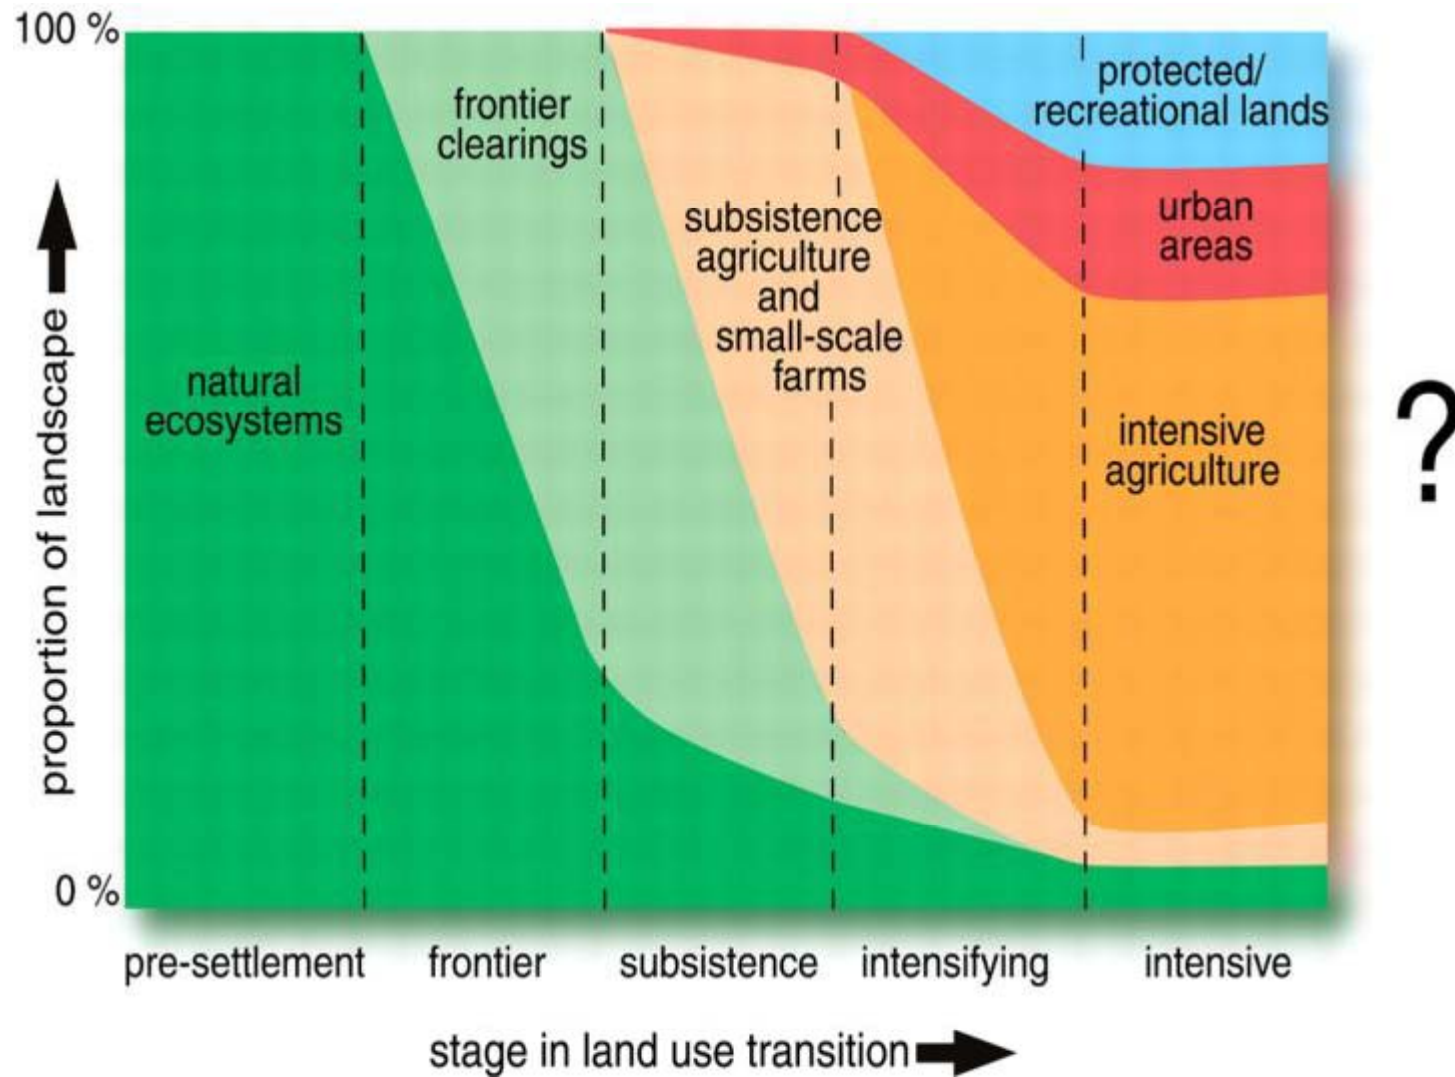 100 %
frontier
clearings
protected/
recreational lands
urban
areas
subsistence
agriculture
and
small-scale
farms
natural
ecosystems
intensive
agriculture
?
proportion of landscape
0 %
pre-settlement
frontier
subsistence
intensifying
intensive
stage in land use transition